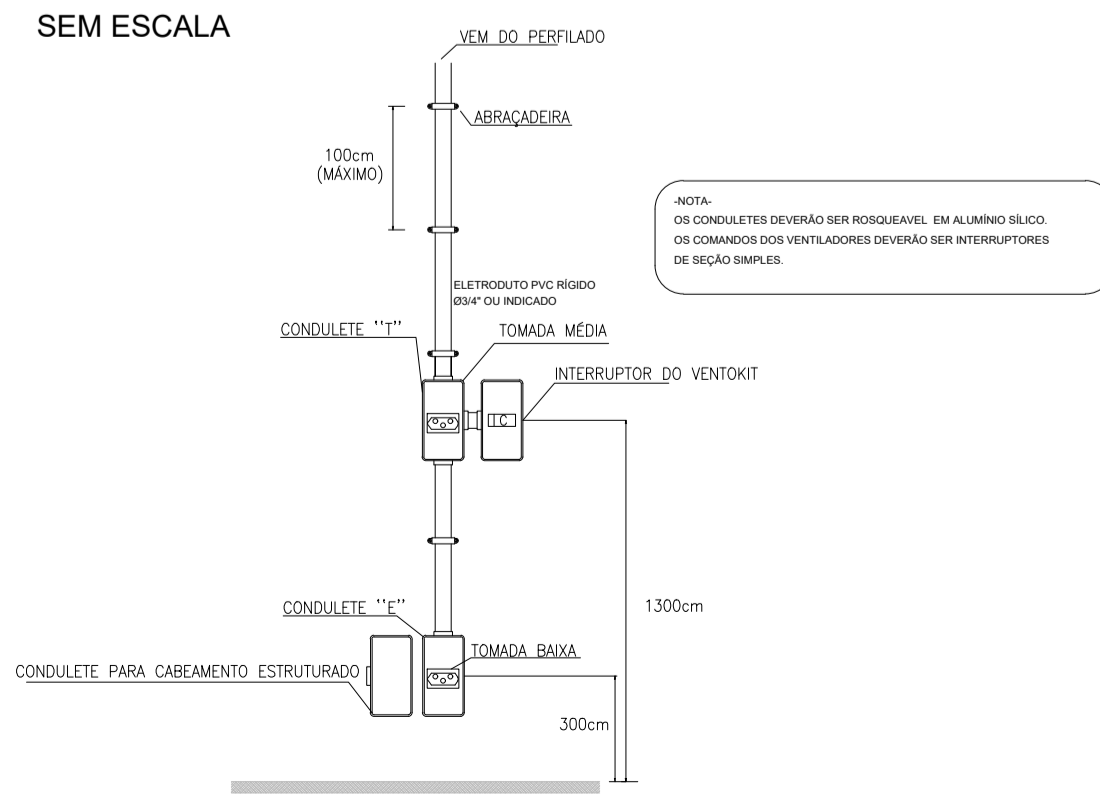 SEM ESCALA
VEM DO PERFILADO
ABRAÇADEIRA
100cm
(MÁXIMO)
-NOTA-
OS CONDULETES DEVERÃO SER ROSQUEAVEL EM ALUMÍNIO SÍLICO.
OS COMANDOS DOS VENTILADORES DEVERÃO SER INTERRUPTORES
DE SEÇÃO SIMPLES.
ELETRODUTO PVC RÍGIDO
Ø3/4" OU INDICADO
CONDULETE ''T''
TOMADA MÉDIA
INTERRUPTOR DO VENTOKIT
1300cm
CONDULETE ''E''
TOMADA BAIXA
CONDULETE PARA CABEAMENTO ESTRUTURADO
300cm